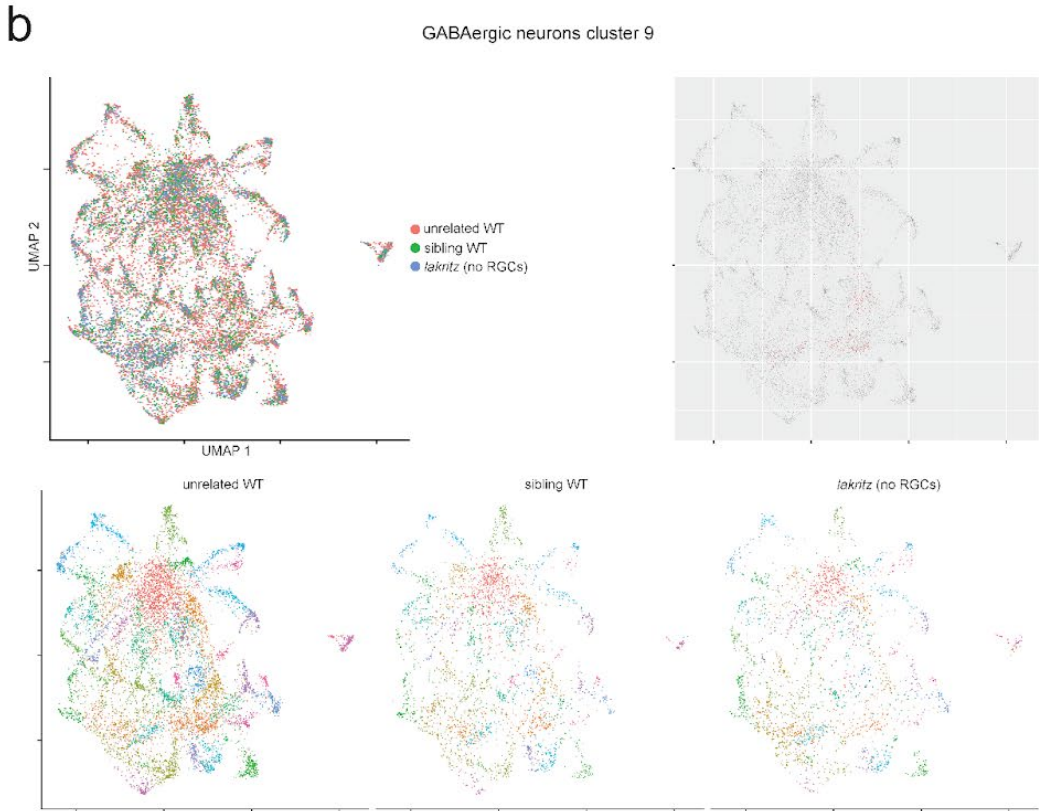 b
GABAergic neurons cluster 9
UMAP 2
unrelated WT
sibling WT
lakritz (no RGCs)
UMAP 1
unrelated WT
sibling WT
lakritz (no RGCs)